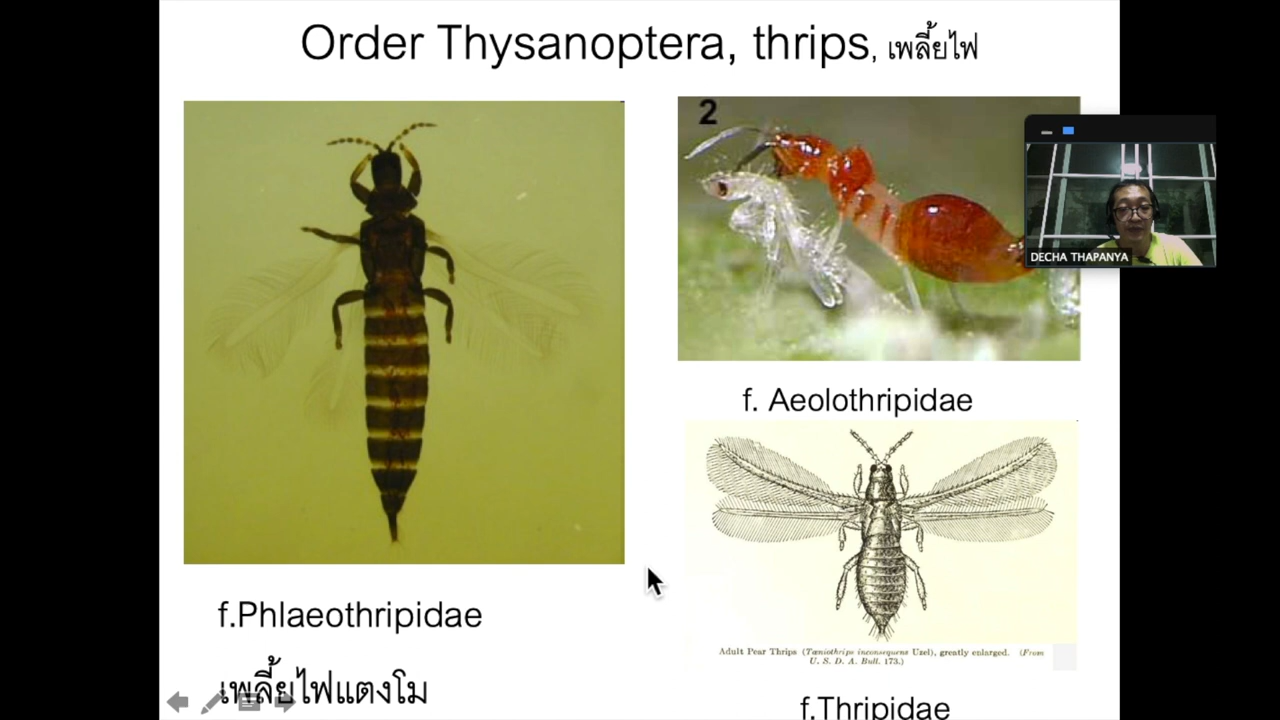 Order Thysanoptera, thrips, เพลี้ยไฟ
2
DECHA THAPANYA
f. Aeolothripidae
Adult Pear Thrips (Tæniothrips inconsequens Uzel), greatly enlarged. (From
U. S. D. A. Bull. 173.)
f.Phlaeothripidae
เพลี้ยไฟแตงโม
f.Thripidae